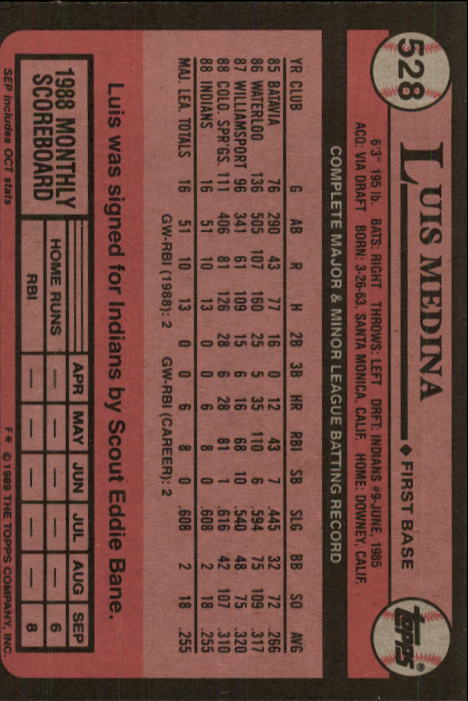 528
LUIS MEDINA
◆ FIRST BASE
TOPPS®
6'3" 195 lb. BATS: RIGHT THROWS: LEFT DRFT: INDIANS #9-JUNE, 1985
ACQ: VIA DRAFT BORN: 3-26-63, SANTA MONICA, CALIF. HOME: DOWNEY, CALIF.
COMPLETE MAJOR & MINOR LEAGUE BATTING RECORD
YR CLUB G AB R H 2B 3B HR RBI SB SLG BB SO AVG
85 BATAVIA 76 290 43 77 16 0 12 43 7 .445 32 72 .266
86 WATERLOO 136 505 107 160 25 5 35 110 6 .594 75 109 .317
87 WILLIAMSPORT 96 341 61 109 15 6 16 68 10 .540 48 75 .320
88 COLO. SPR'GS. 111 406 81 126 28 6 28 81 1 .616 42 107 .310
88 INDIANS 16 51 10 13 0 0 6 8 0 .608 2 18 .255
MAJ. LEA. TOTALS 16 51 10 13 0 0 6 8 0 .608 2 18 .255
GW-RBI (1988): 2 GW-RBI (CAREER): 2
Luis was signed for Indians by Scout Eddie Bane.
1988 MONTHLY
SCOREBOARD
APR MAY JUN JUL AUG SEP
HOME RUNS — — — — — 6
RBI — — — — — 8
SEP includes OCT stats
F* © 1989 THE TOPPS COMPANY, INC.